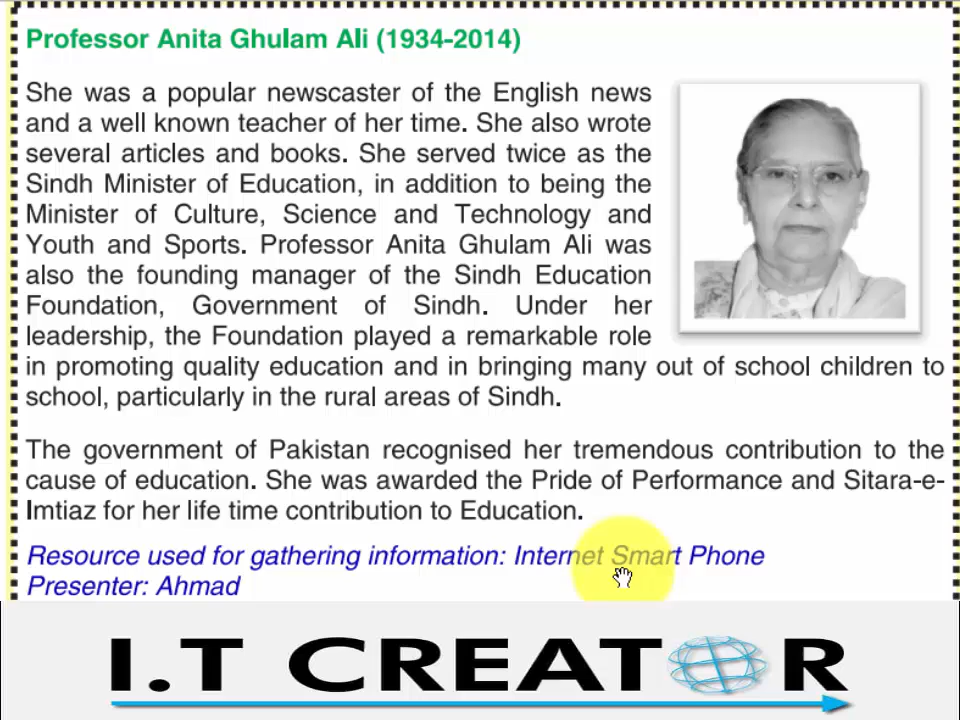 Professor Anita Ghulam Ali (1934-2014)
She was a popular newscaster of the English news
and a well known teacher of her time. She also wrote
several articles and books. She served twice as the
Sindh Minister of Education, in addition to being the
Minister of Culture, Science and Technology and
Youth and Sports. Professor Anita Ghulam Ali was
also the founding manager of the Sindh Education
Foundation, Government of Sindh. Under her
leadership, the Foundation played a remarkable role
in promoting quality education and in bringing many out of school children to
school, particularly in the rural areas of Sindh.
The government of Pakistan recognised her tremendous contribution to the
cause of education. She was awarded the Pride of Performance and Sitara-e-
Imtiaz for her life time contribution to Education.
Resource used for gathering information: Internet Smart Phone
Presenter: Ahmad
I.T CREATOR